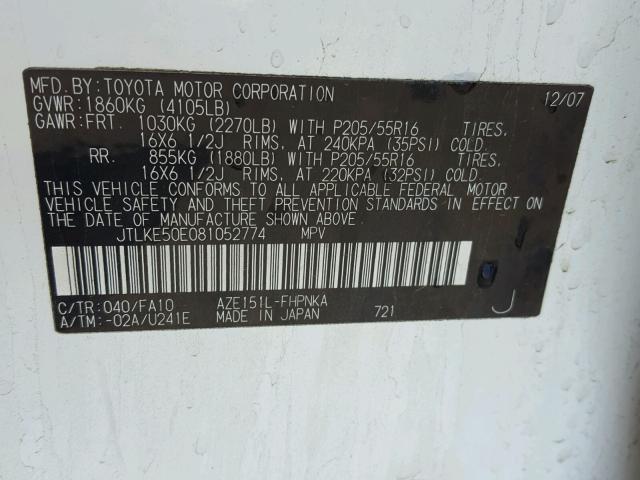 MFD.BY:TOYOTA MOTOR CORPORATION 12/07
GVWR:1860KG (4105LB)
GAWR:FRT. 1030KG (2270LB) WITH P205/55R16 TIRES,
16X6 1/2J RIMS, AT 240KPA (35PSI) COLD.
RR. 855KG (1880LB) WITH P205/55R16 TIRES,
16X6 1/2J RIMS, AT 220KPA (32PSI) COLD.
THIS VEHICLE CONFORMS TO ALL APPLICABLE FEDERAL MOTOR
VEHICLE SAFETY AND THEFT PREVENTION STANDARDS IN EFFECT ON
THE DATE OF MANUFACTURE SHOWN ABOVE.
JTLKE50E081052774 MPV
C/TR:040/FA10 AZE151L-FHPNKA
A/TM:-02A/U241E MADE IN JAPAN 721 J